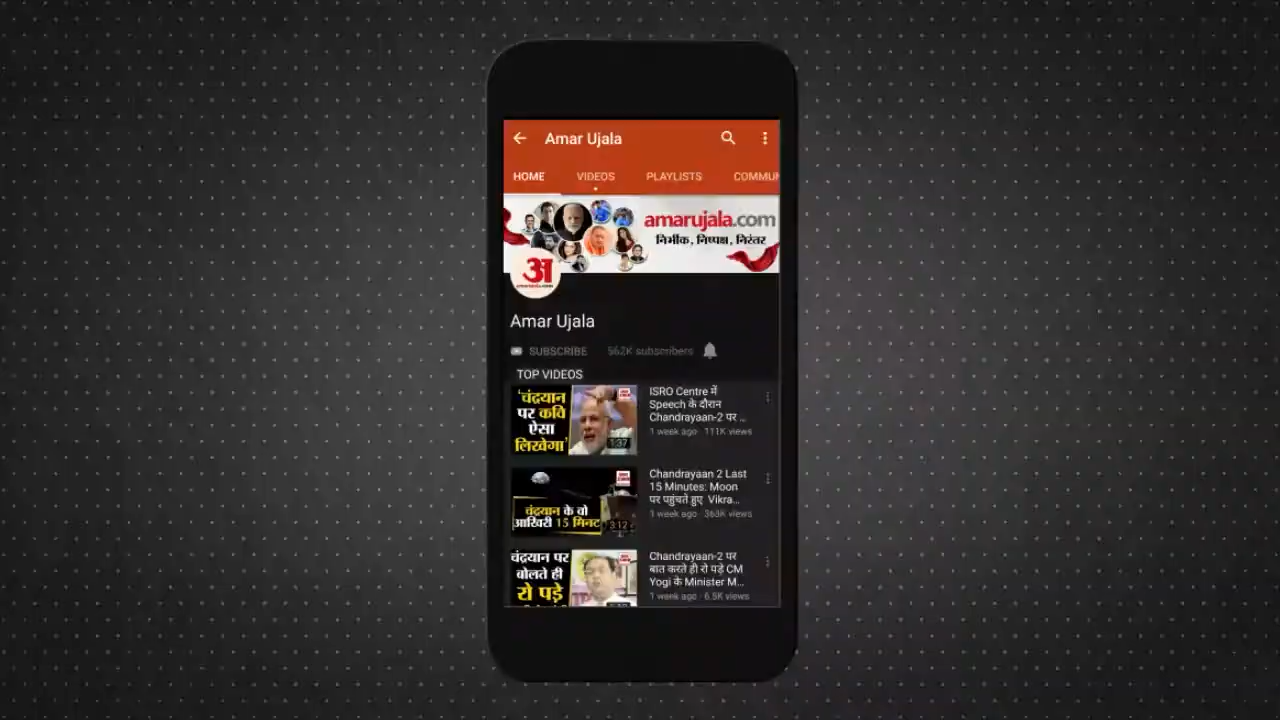 Amar Ujala
HOME VIDEOS PLAYLISTS COMMUN
amarujala.com
निर्भीक, निष्पक्ष, निरंतर
अ
amarujala.com
Amar Ujala
SUBSCRIBE 562K subscribers
TOP VIDEOS
'चंद्रयान
पर कवि
ऐसा
लिखेगा'
1:37
ISRO Centre में
Speech के दौरान
Chandrayaan-2 पर ...
1 week ago · 111K views
चंद्रयान के वो
आखिरी 15 मिनट
3:12
Chandrayaan 2 Last
15 Minutes: Moon
पर पहुंचते हुए Vikra...
1 week ago · 363K views
चंद्रयान पर
बोलते ही
रो पड़े
Chandrayaan-2 पर
बात करते ही रो पड़े CM
Yogi के Minister M...
1 week ago · 6.5K views